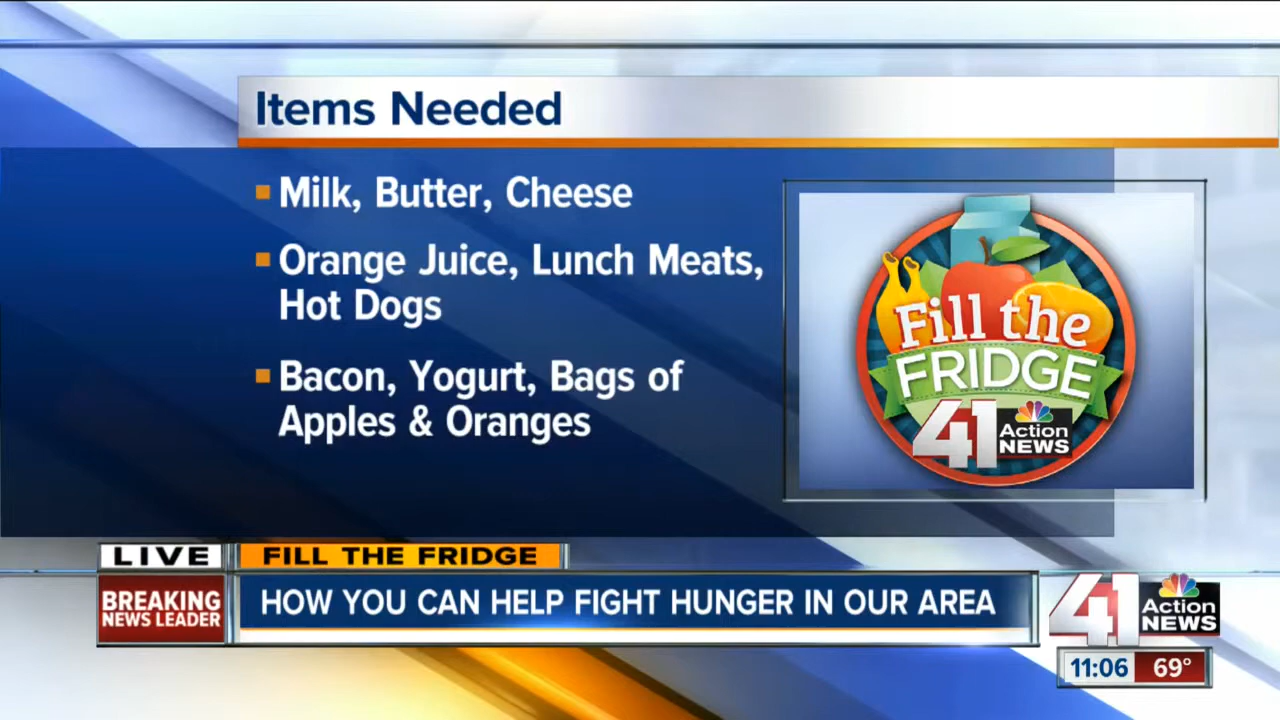 Items Needed
Milk, Butter, Cheese
Orange Juice, Lunch Meats,
Hot Dogs
Bacon, Yogurt, Bags of
Apples & Oranges
Fill the
FRIDGE
41 Action
NEWS
LIVE
FILL THE FRIDGE
BREAKING
NEWS LEADER
HOW YOU CAN HELP FIGHT HUNGER IN OUR AREA
41 Action
NEWS
11:06 69°